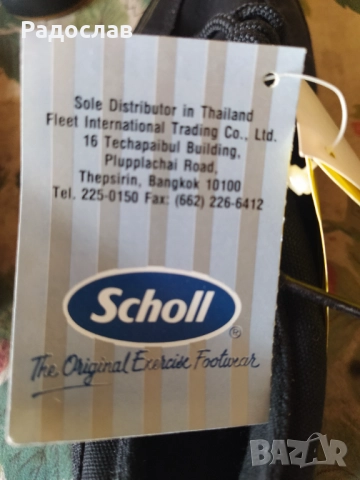 Радослав
Sole Distributor in Thailand
Fleet International Trading Co., Ltd.
16 Techapaibul Building,
Plupplachai Road,
Thepsirin, Bangkok 10100
Tel. 225-0150 Fax: (662) 226-6412
Scholl®
The Original Exercise Footwear
BAZAR
bg